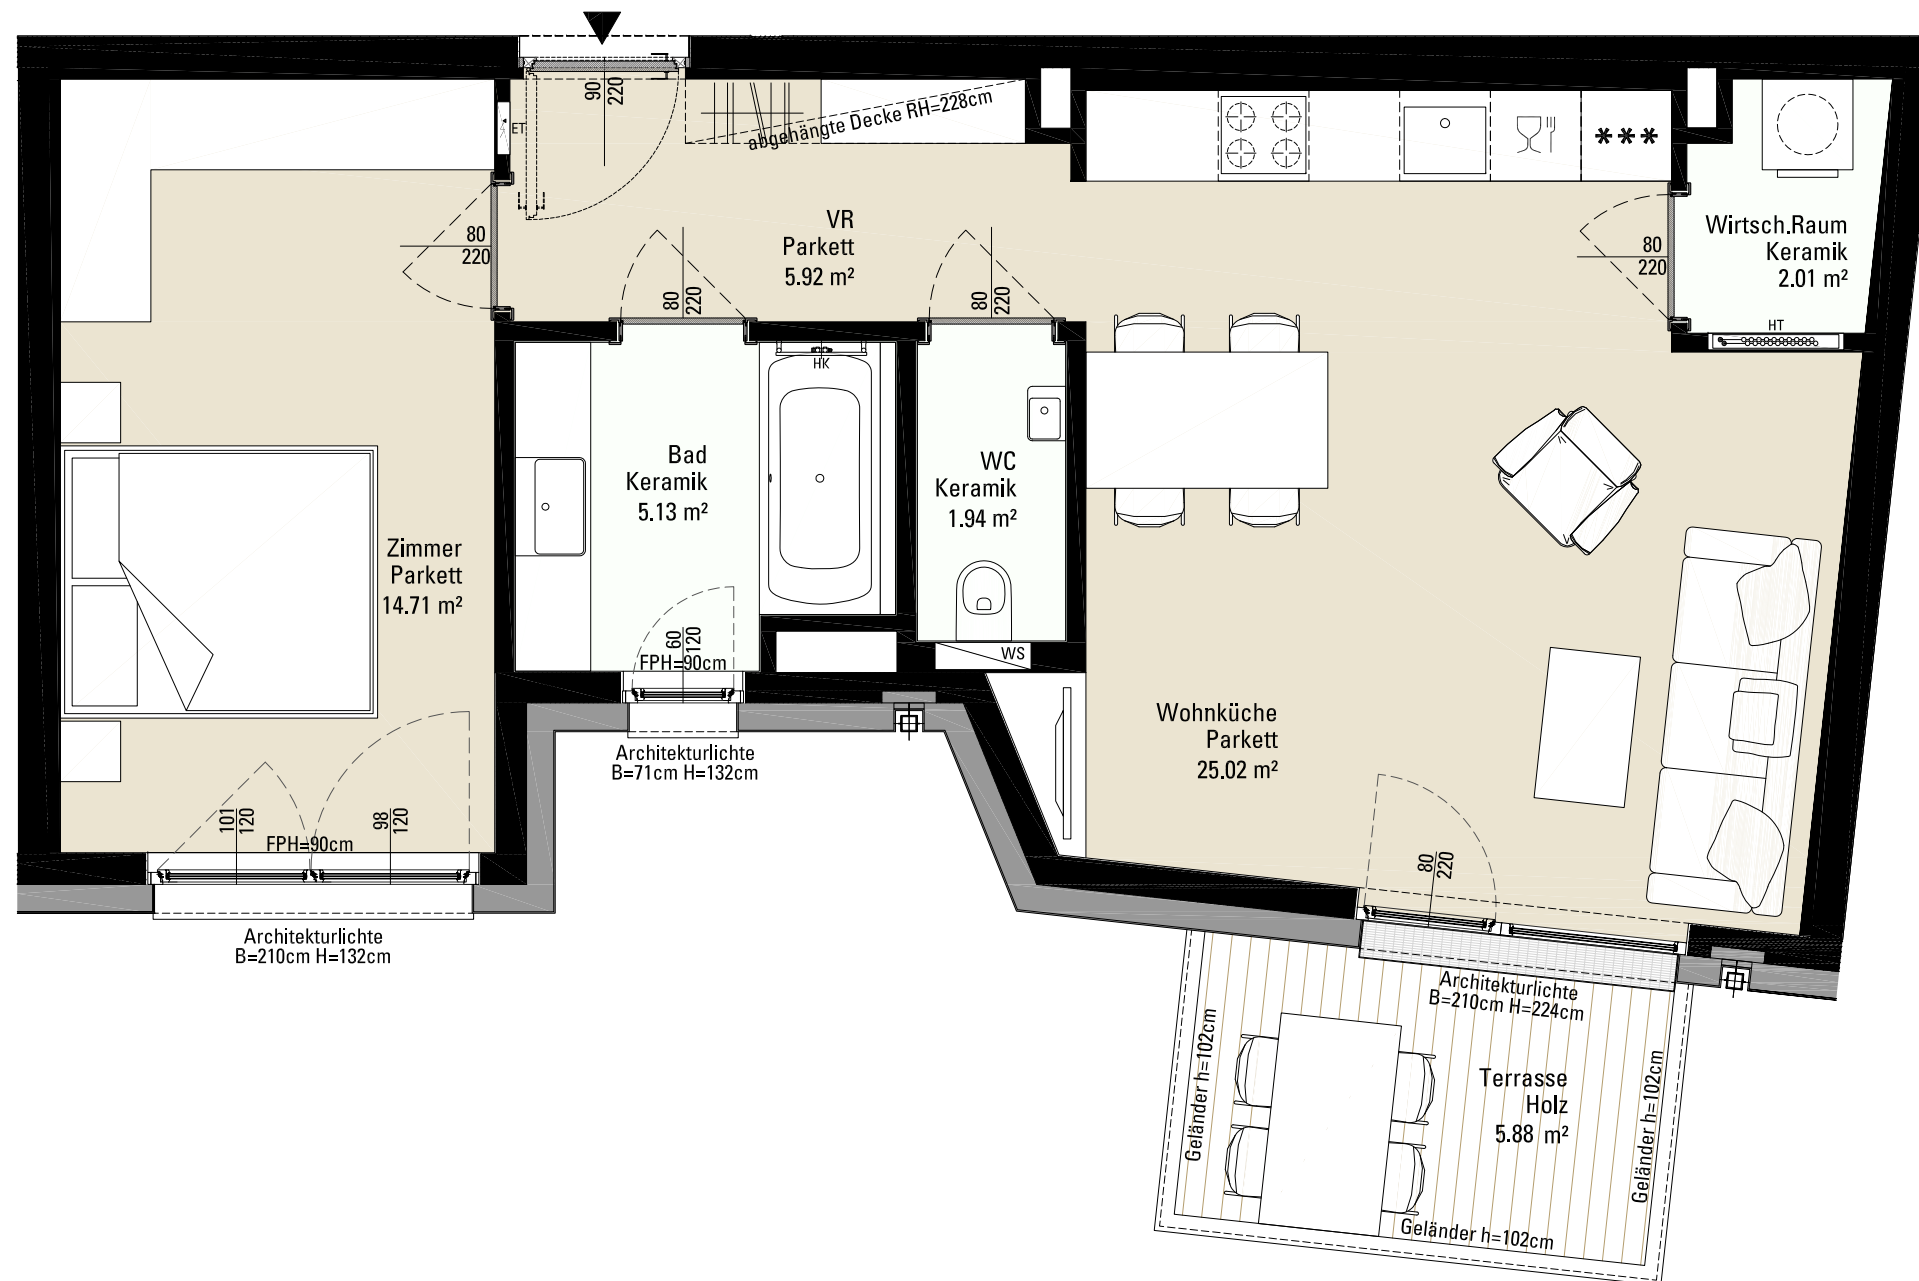 90
220
ET
abgehängte Decke RH=228cm
***
VR
Parkett
5.92 m²
Wirtsch.Raum
Keramik
2.01 m²
80
220
80
220
80
220
80
220
HT
HK
Bad
Keramik
5.13 m²
WC
Keramik
1.94 m²
Zimmer
Parkett
14.71 m²
60
120
FPH=90cm
WS
Wohnküche
Parkett
25.02 m²
Architekturlichte
B=71cm H=132cm
101
120
98
120
FPH=90cm
80
220
Architekturlichte
B=210cm H=132cm
Architekturlichte
B=210cm H=224cm
Geländer h=102cm
Terrasse
Holz
5.88 m²
Geländer h=102cm
Geländer h=102cm